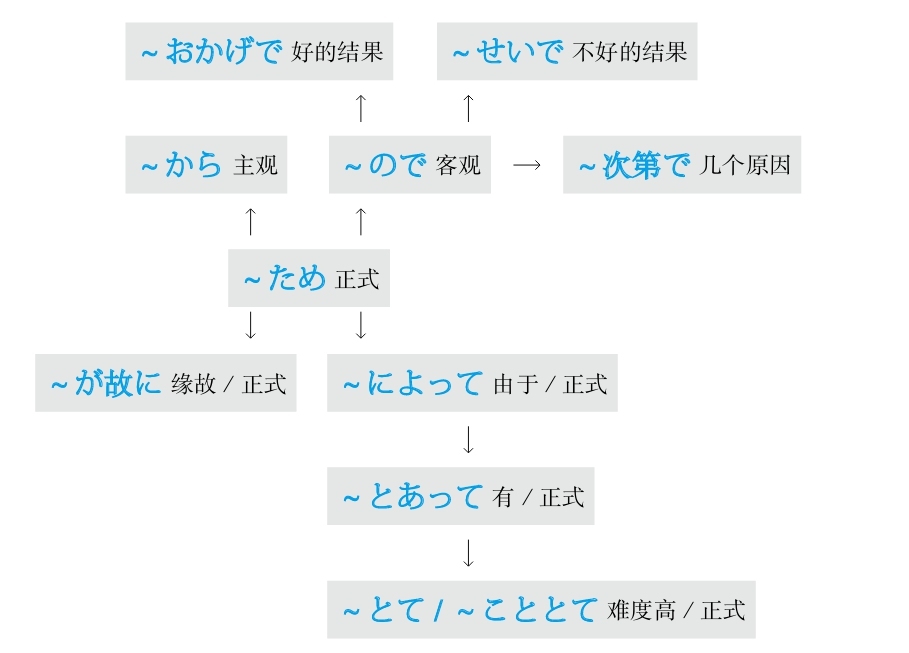 ~おかげで 好的结果 ~せいで 不好的结果
~から 主观 ~ので 客观 ~次第で 几个原因
~ため 正式
~が故に 缘故 / 正式 ~によって 由于 / 正式
~とあって 有 / 正式
~とて / ~こととて 难度高 / 正式